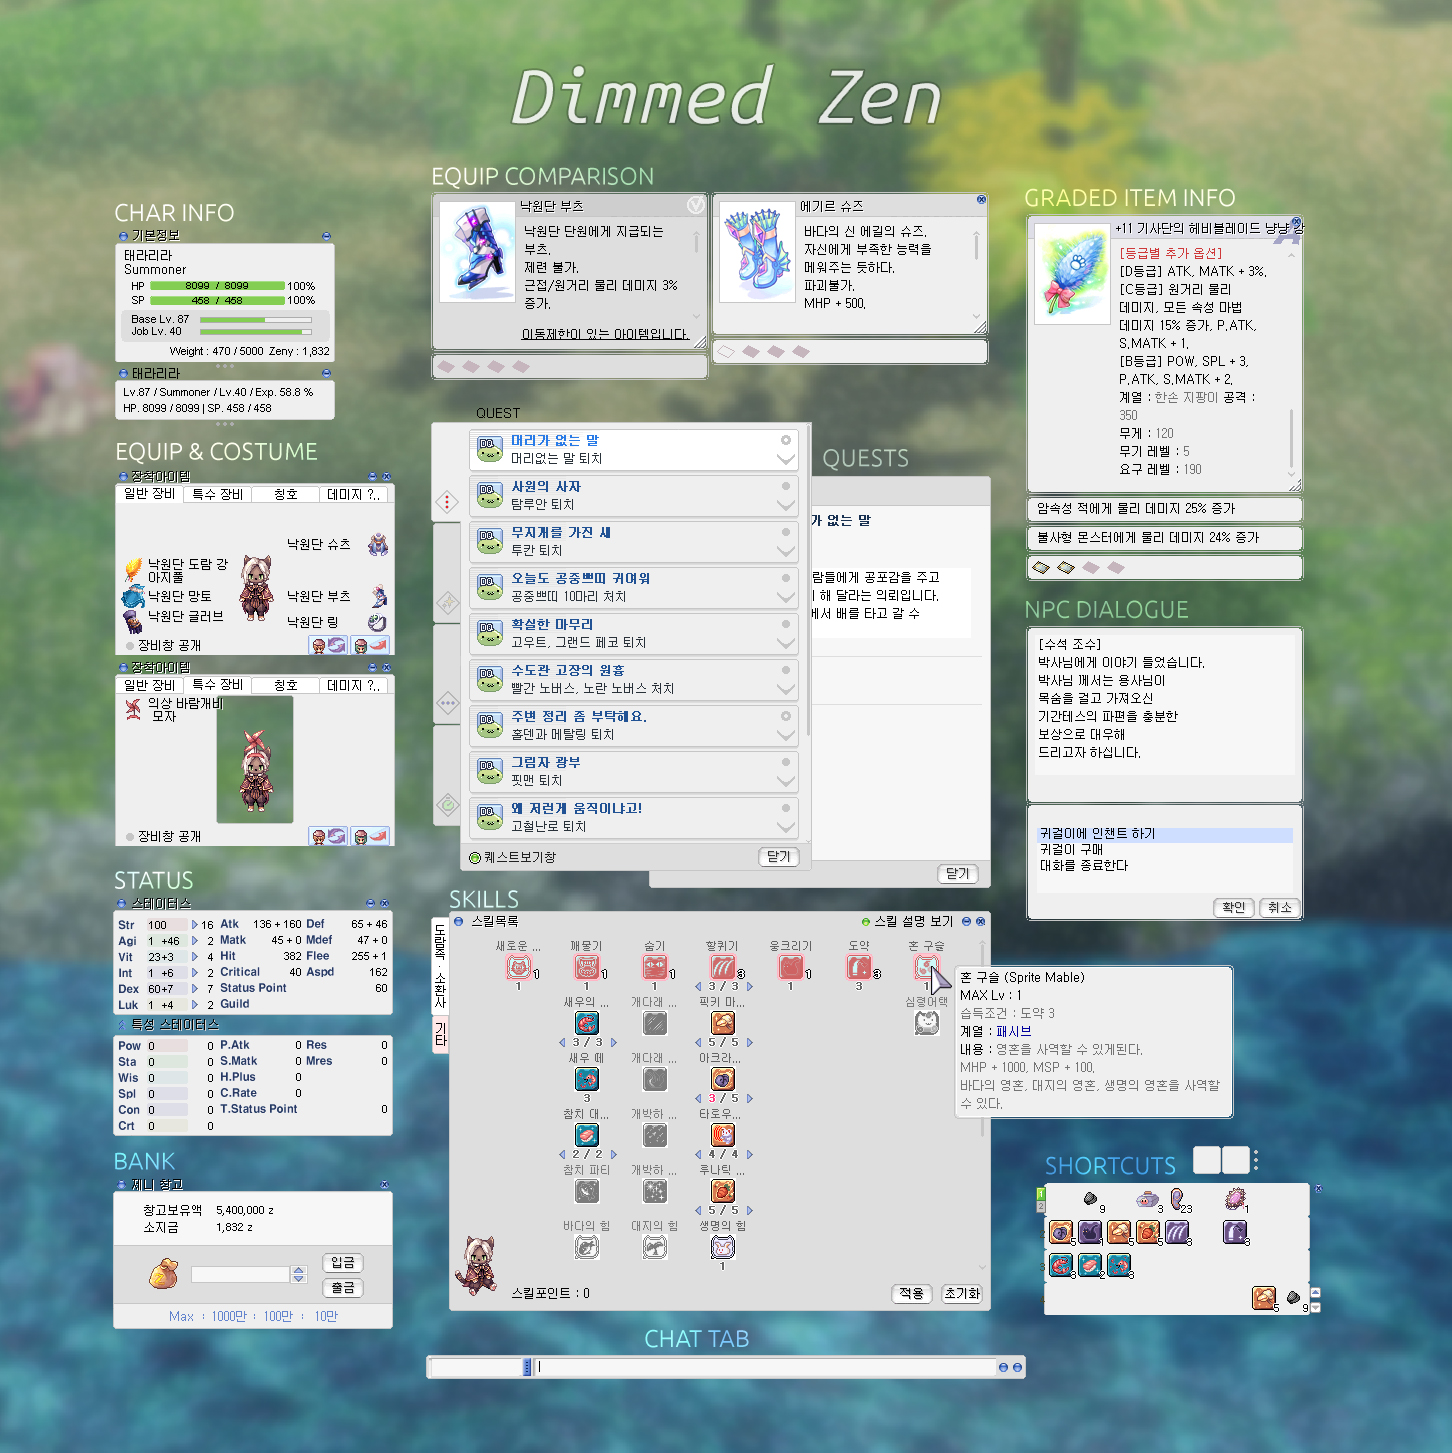 Dimmed Zen
EQUIP COMPARISON
낙원단 부츠
낙원단 단원에게 지급되는
부츠.
제련 불가.
근접/원거리 물리 데미지 3%
증가.
이동제한이 있는 아이템입니다.
에기르 슈즈
바다의 신 에길의 슈즈.
자신에게 부족한 능력을
메워주는 듯하다.
파괴불가.
MHP + 500.
GRADED ITEM INFO
+11 기사단의 헤비블레이드 냥냥 강
[등급별 추가 옵션]
[D등급] ATK, MATK + 3%.
[C등급] 원거리 물리
데미지, 모든 속성 마법
데미지 15% 증가, P.ATK,
S.MATK + 1.
[B등급] POW, SPL + 3,
P.ATK, S.MATK + 2.
계열 : 한손 지팡이 공격 :
350
무게 : 120
무기 레벨 : 5
요구 레벨 : 190
암속성 적에게 물리 데미지 25% 증가
불사형 몬스터에게 물리 데미지 24% 증가
CHAR INFO
기본정보
태라리라
Summoner
HP 8099 / 8099 100%
SP 458 / 458 100%
Base Lv. 87
Job Lv. 40
Weight : 470 / 5000 Zeny : 1,832
태라리라
Lv.87 / Summoner / Lv.40 / Exp. 58.8 %
HP. 8099 / 8099 | SP. 458 / 458
EQUIP & COSTUME
장착아이템
일반 장비 특수 장비 칭호 데미지 ?..
낙원단 슈츠
낙원단 도람 강
아지풀
낙원단 망토 낙원단 부츠
낙원단 글러브 낙원단 링
장비창 공개
장착아이템
일반 장비 특수 장비 칭호 데미지 ?..
의상 바람개비
모자
장비창 공개
QUEST
QUESTS
머리가 없는 말
머리없는 말 퇴치
사원의 사자
탐루안 퇴치
무지개를 가진 새
투칸 퇴치
오늘도 공중쁘띠 귀여워
공중쁘띠 10마리 처치
확실한 마무리
고우트, 그랜드 페코 퇴치
수도관 고장의 원흉
빨간 노버스, 노란 노버스 처치
주변 정리 좀 부탁해요.
홀덴과 메탈링 퇴치
그림자 광부
핏맨 퇴치
왜 저런게 움직이냐고!
고철난로 퇴치
퀘스트보기창 닫기
가 없는 말
람들에게 공포감을 주고
해 달라는 의뢰입니다.
에서 배를 타고 갈 수
닫기
NPC DIALOGUE
[수석 조수]
박사님에게 이야기 들었습니다.
박사님 께서는 용사님이
목숨을 걸고 가져오신
기간테스의 파편을 충분한
보상으로 대우해
드리고자 하십니다.
귀걸이에 인챈트 하기
귀걸이 구매
대화를 종료한다
확인 취소
STATUS
스테이터스
Str 100 16 Atk 136 + 160 Def 65 + 46
Agi 1 +46 2 Matk 45 + 0 Mdef 47 + 0
Vit 23+3 4 Hit 382 Flee 255 + 1
Int 1 +6 2 Critical 40 Aspd 162
Dex 60+7 7 Status Point 60
Luk 1 +4 2 Guild
특성 스테이터스
Pow 0 0 P.Atk 0 Res 0
Sta 0 0 S.Matk 0 Mres 0
Wis 0 0 H.Plus 0
Spl 0 0 C.Rate 0
Con 0 0 T.Status Point 0
Crt 0 0
BANK
제니 창고
창고보유액 5,400,000 z
소지금 1,832 z
입금
출금
Max : 1000만 : 100만 : 10만
SKILLS
스킬목록 스킬 설명 보기
도람족 · 소환사
기타
새로운 ... 깨물기 숨기 할퀴기 웅크리기 도약 혼 구슬
1 1 1 3 1 3
1 1 1 3 / 3 1 3 1
새우의 ... 개다래 ... 픽키 마... 심령어택
3 / 3 5 / 5
새우 떼 개다래 ... 아크라...
3 3 / 5
참치 대... 개박하 ... 타로우...
2 / 2 4 / 4
참치 파티 개박하 ... 루나틱 ...
5 / 5
바다의 힘 대지의 힘 생명의 힘
1
스킬포인트 : 0 적용 초기화
혼 구슬 (Sprite Mable)
MAX Lv : 1
습득조건 : 도약 3
계열 : 패시브
내용 : 영혼을 사역할 수 있게된다.
MHP + 1000, MSP + 100.
바다의 영혼, 대지의 영혼, 생명의 영혼을 사역할
수 있다.
SHORTCUTS
1
2
9 3 23 1
2 5 1 5 5 3 3
3 3 2 3
5 9
CHAT TAB